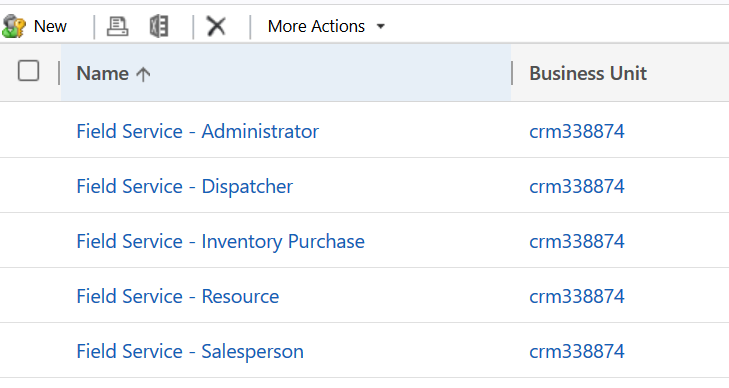 New More Actions
Name Business Unit
Field Service - Administrator crm338874
Field Service - Dispatcher crm338874
Field Service - Inventory Purchase crm338874
Field Service - Resource crm338874
Field Service - Salesperson crm338874